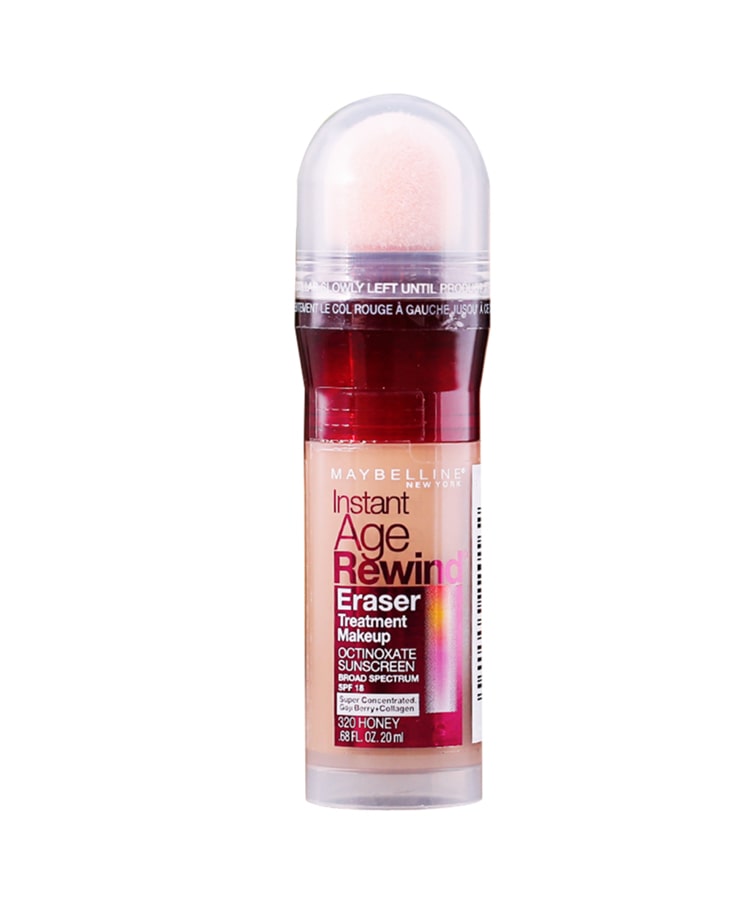 SLOWLY LEFT UNTIL PRODU
LE COL ROUGE À GAUCHE JUSQU'À CE
MAYBELLINE®
NEW YORK
Instant
Age
Rewind
Eraser
Treatment
Makeup
OCTINOXATE
SUNSCREEN
BROAD SPECTRUM
SPF 18
Super Concentrated.
Goji Berry+Collagen
320 HONEY
.68 FL. OZ. 20 ml